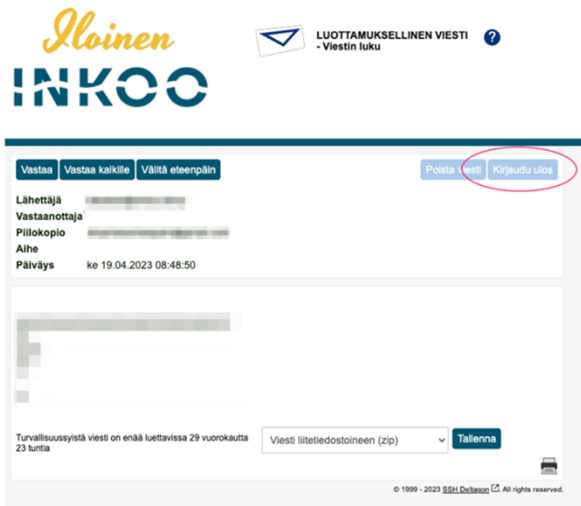 Iloinen
INKOO
LUOTTAMUKSELLINEN VIESTI
- Viestin luku
?
Vastaa Vastaa kaikille Välitä eteenpäin Poista viesti Kirjaudu ulos
Lähettäjä
Vastaanottaja
Piilokopio
Aihe
Päiväys ke 19.04.2023 08:48:50
Turvallisuussyistä viesti on enää luettavissa 29 vuorokautta
23 tuntia
Viesti liitetiedostoineen (zip) Tallenna
© 1999 - 2023 SSH Deltagon. All rights reserved.